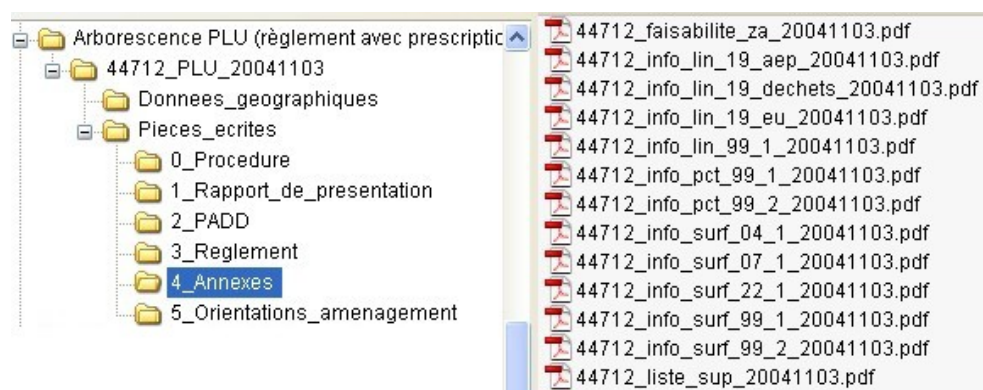 Arborescence PLU (règlement avec prescriptic
44712_PLU_20041103
Donnees_geographiques
Pieces_ecrites
0_Procedure
1_Rapport_de_presentation
2_PADD
3_Reglement
4_Annexes
5_Orientations_amenagement
44712_faisabilite_za_20041103.pdf
44712_info_lin_19_aep_20041103.pdf
44712_info_lin_19_dechets_20041103.pdf
44712_info_lin_19_eu_20041103.pdf
44712_info_lin_99_1_20041103.pdf
44712_info_pct_99_1_20041103.pdf
44712_info_pct_99_2_20041103.pdf
44712_info_surf_04_1_20041103.pdf
44712_info_surf_07_1_20041103.pdf
44712_info_surf_22_1_20041103.pdf
44712_info_surf_99_1_20041103.pdf
44712_info_surf_99_2_20041103.pdf
44712_liste_sup_20041103.pdf